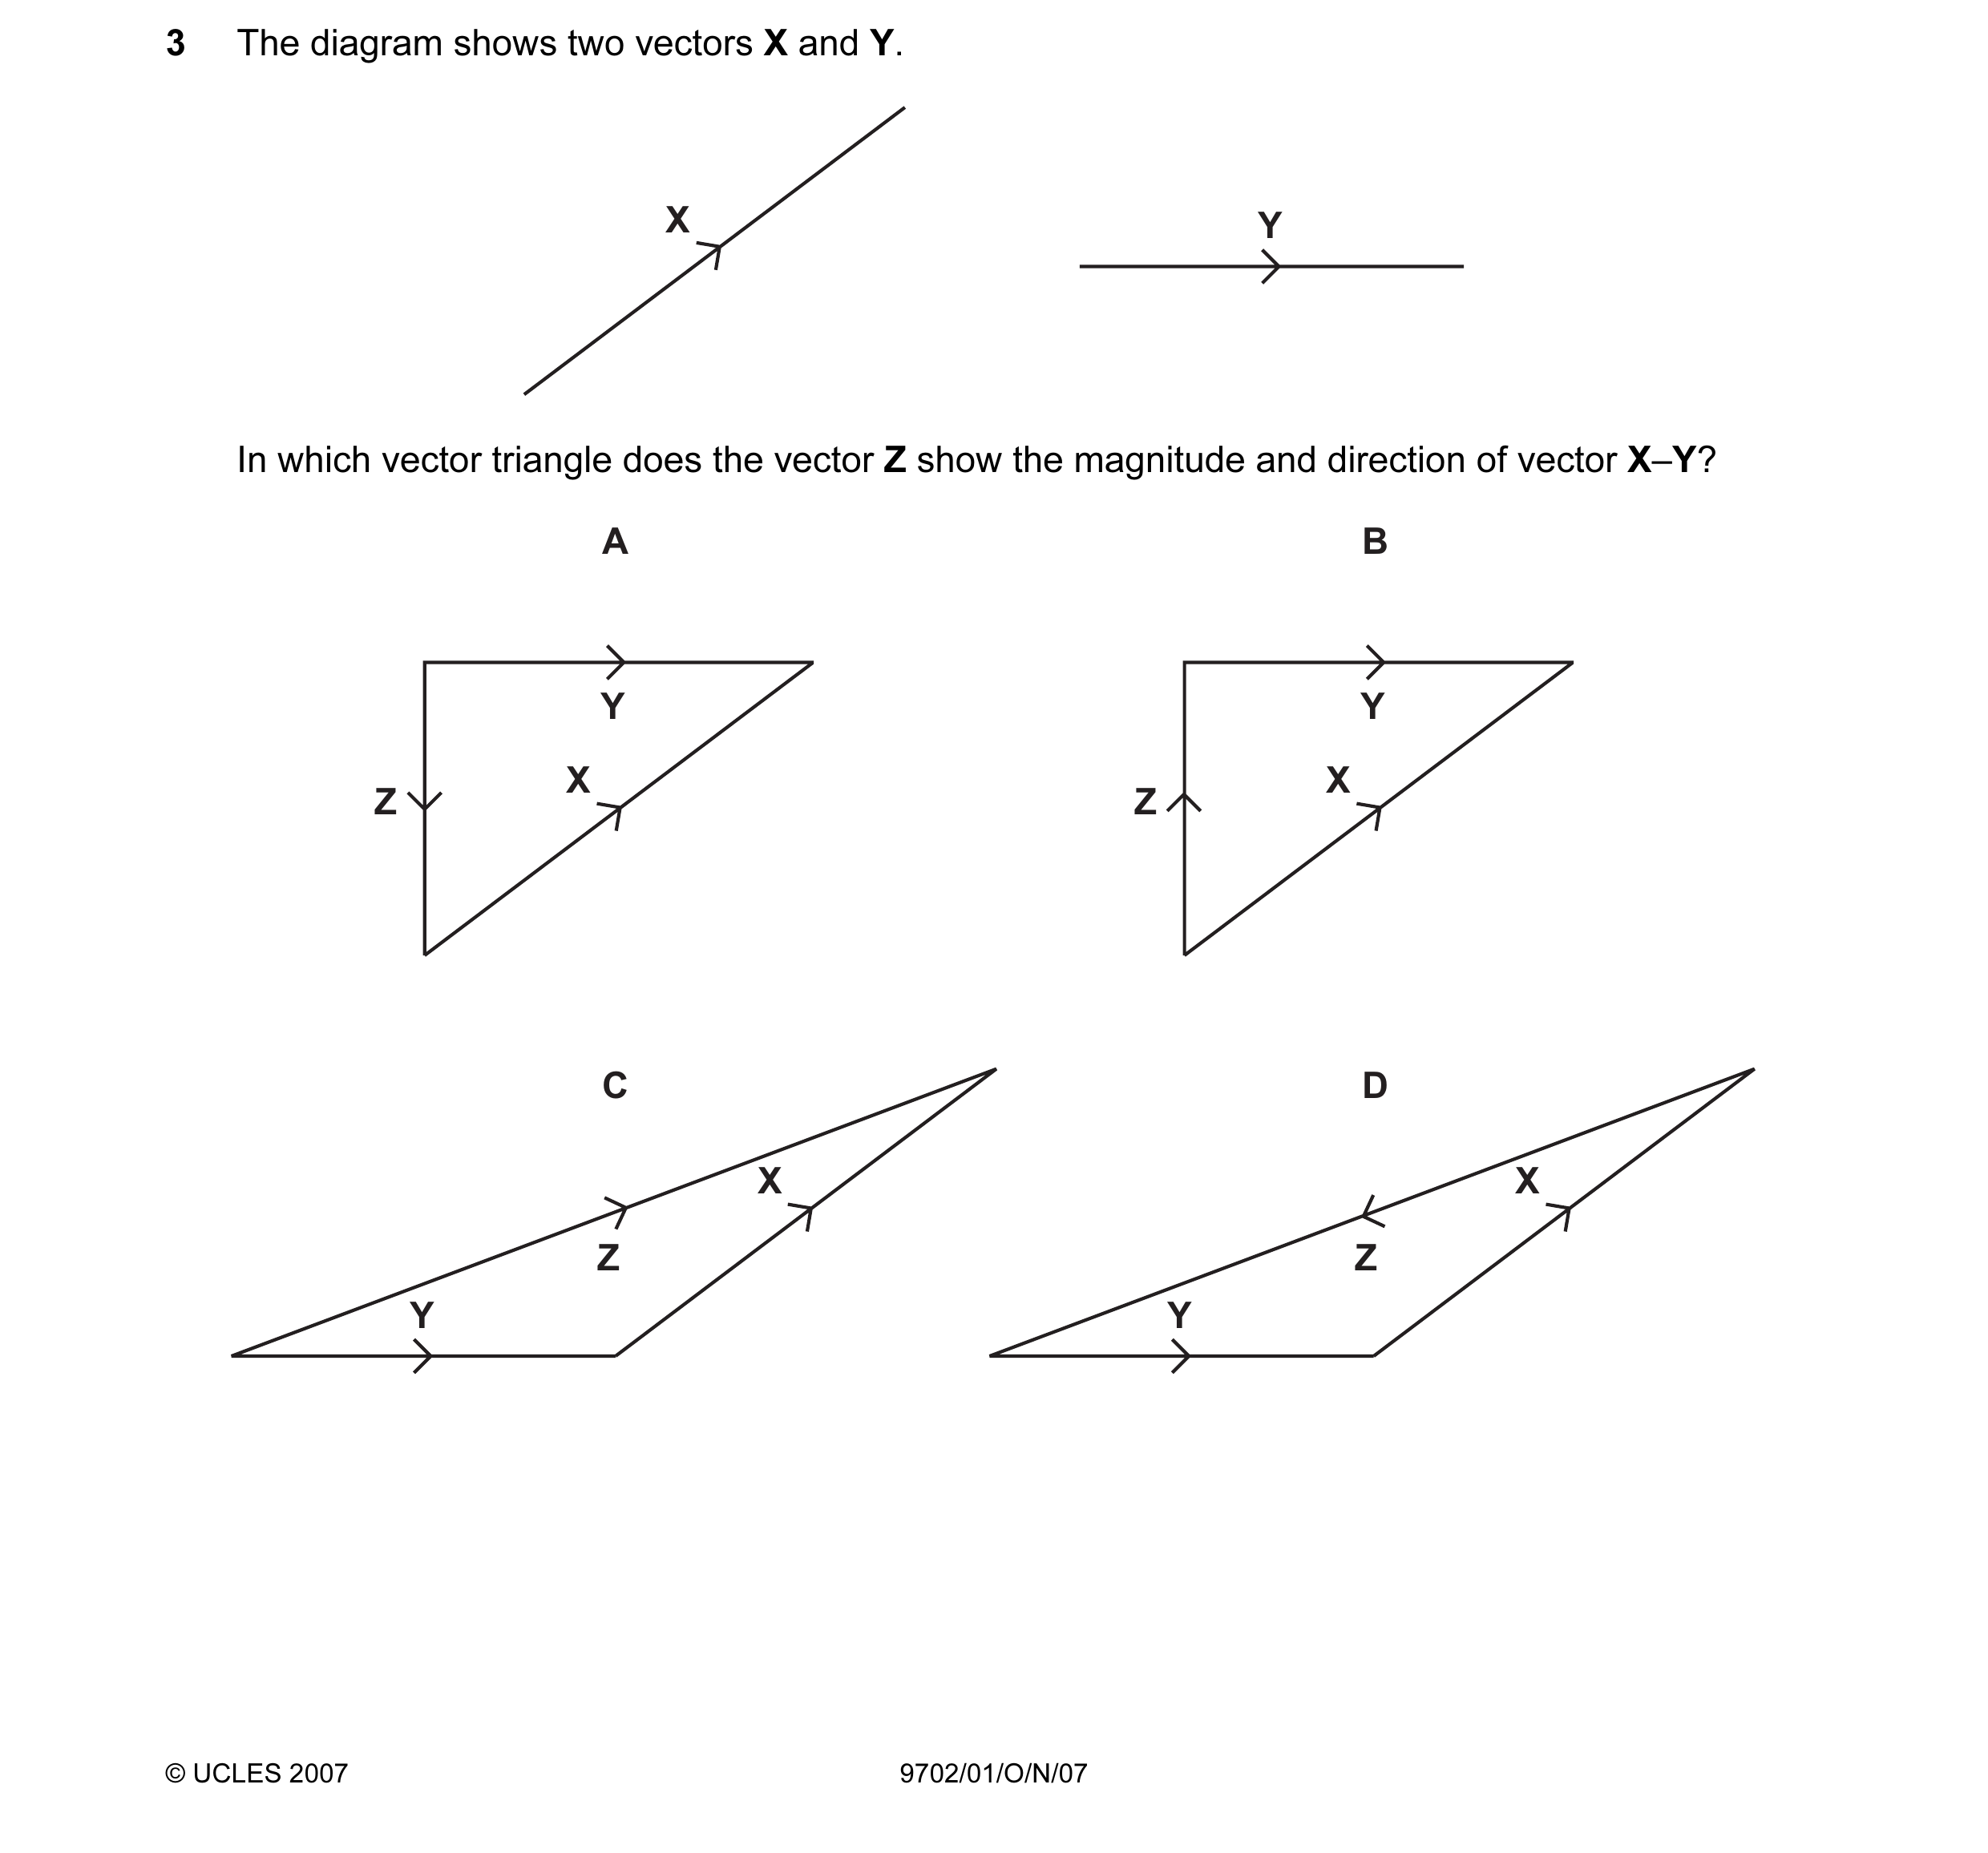 3 The diagram shows two vectors X and Y.
X
Y
In which vector triangle does the vector Z show the magnitude and direction of vector X–Y?
A
B
Y
X
Z
Y
X
Z
C
D
X
Z
Y
X
Z
Y
© UCLES 2007
9702/01/O/N/07